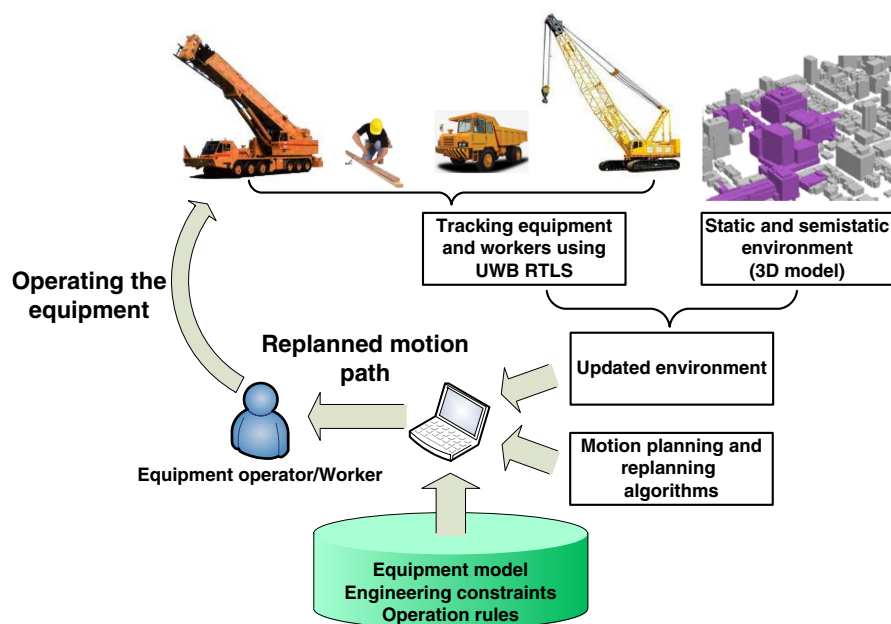 Tracking equipment
and workers using
UWB RTLS
Static and semistatic
environment
(3D model)
Operating the
equipment
Replanned motion
path
Updated environment
Equipment operator/Worker
Motion planning and
replanning
algorithms
Equipment model
Engineering constraints
Operation rules